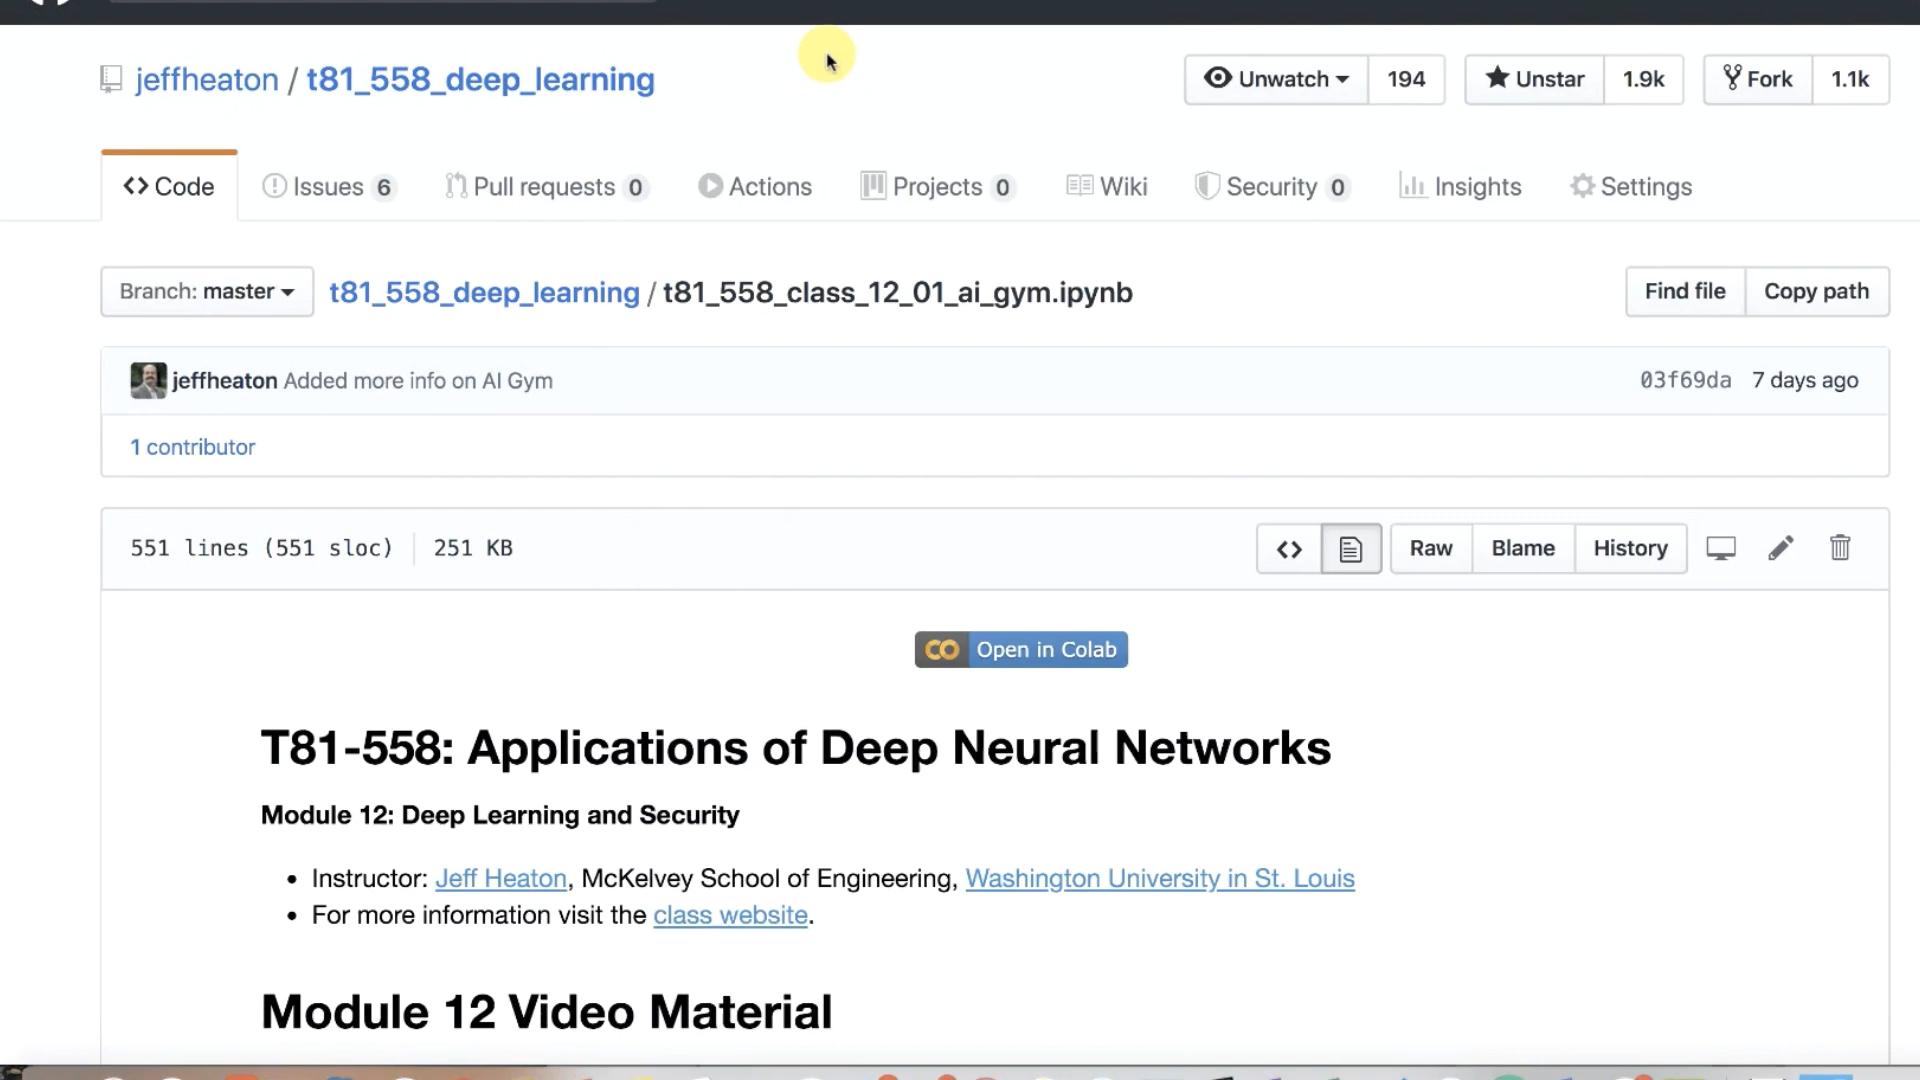 jeffheaton / t81_558_deep_learning
Unwatch 194 Unstar 1.9k Fork 1.1k
Code Issues 6 Pull requests 0 Actions Projects 0 Wiki Security 0 Insights Settings
Branch: master t81_558_deep_learning / t81_558_class_12_01_ai_gym.ipynb Find file Copy path
jeffheaton Added more info on AI Gym 03f69da 7 days ago
1 contributor
551 lines (551 sloc) 251 KB Raw Blame History
CO Open in Colab
T81-558: Applications of Deep Neural Networks
Module 12: Deep Learning and Security
• Instructor: Jeff Heaton, McKelvey School of Engineering, Washington University in St. Louis
• For more information visit the class website.
Module 12 Video Material